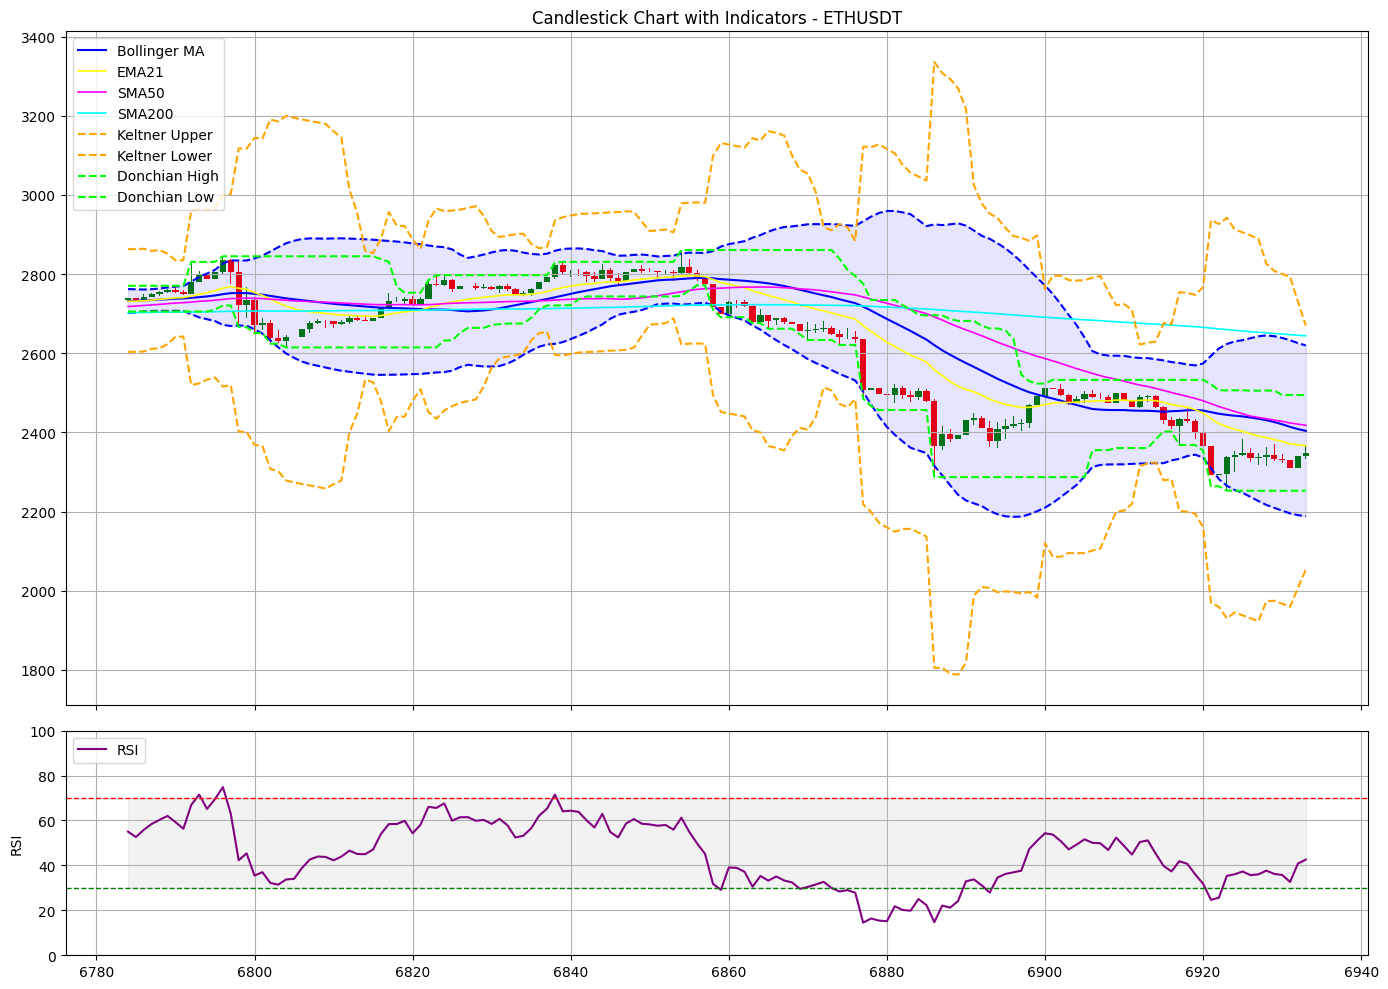 Candlestick Chart with Indicators - ETHUSDT
3400
3200
3000
2800
2600
2400
2200
2000
1800
Bollinger MA
EMA21
SMA50
SMA200
Keltner Upper
Keltner Lower
Donchian High
Donchian Low
100
80
60
40
20
0
RSI
RSI
6780 6800 6820 6840 6860 6880 6900 6920 6940